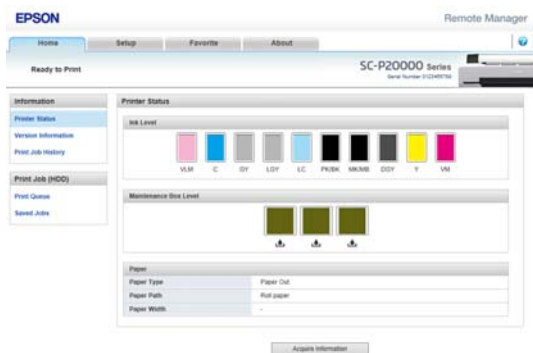 EPSON
Remote Manager
Home Setup Favorite About
Ready to Print
SC-P20000 Series
Serial Number 0123456789
Information
Printer Status
Version Information
Print Job History
Print Job (HDD)
Print Queue
Saved Jobs
Printer Status
Ink Level
VLM C GY LGY LC PK/BK MK/MB DGY Y VM
Maintenance Box Level
Paper
Paper Type Paper Out
Paper Path Roll paper
Paper Width -
Acquire Information